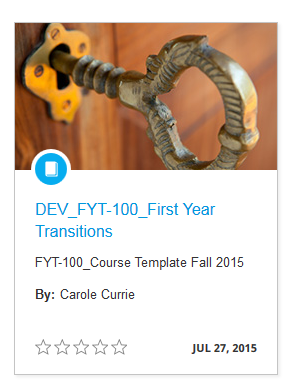 DEV_FYT-100_First Year
Transitions
FYT-100_Course Template Fall 2015
By: Carole Currie
JUL 27, 2015